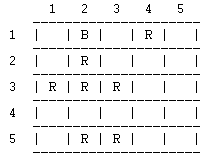 1 2 3 4 5
--------------------
1 | | B | | R | |
--------------------
2 | | R | | | |
--------------------
3 | R | R | R | | |
--------------------
4 | | | | | |
--------------------
5 | | R | R | | |
--------------------